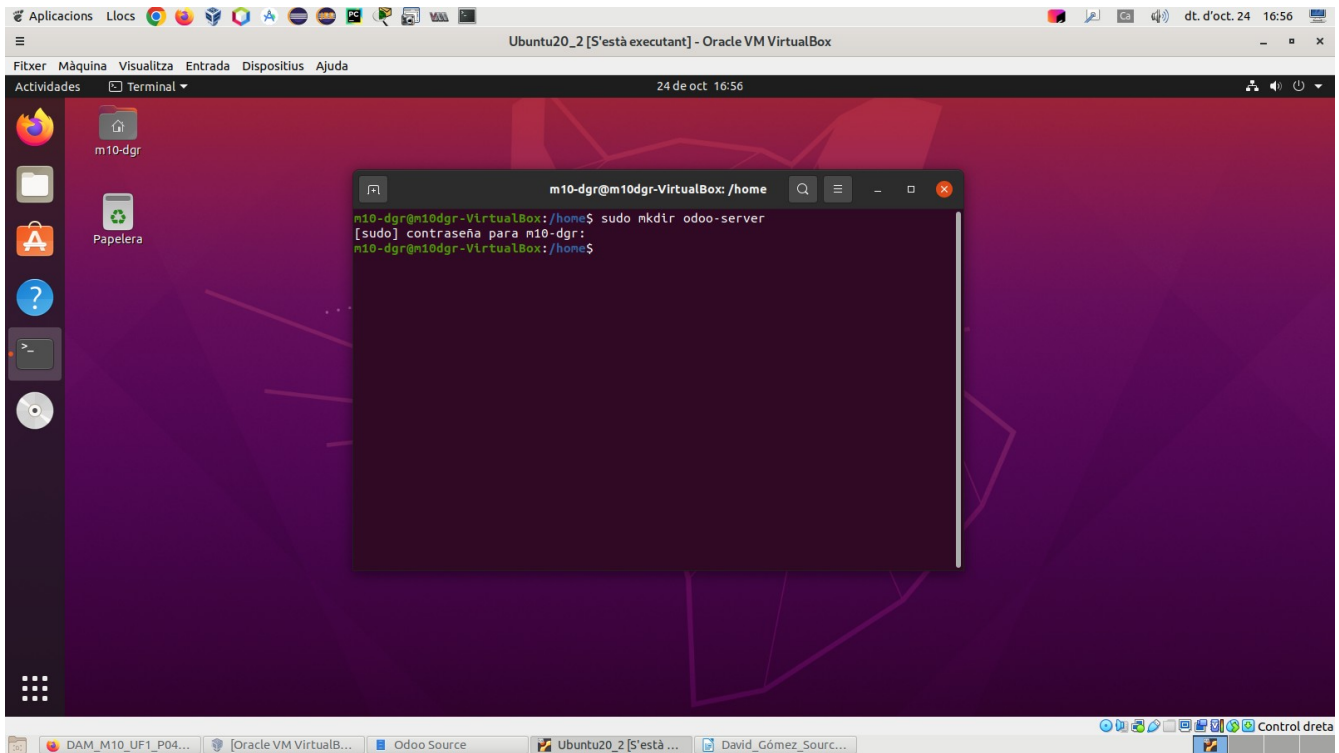 Aplicacions Llocs Ca dt. d'oct. 24 16:56
Ubuntu20_2 [S'està executant] - Oracle VM VirtualBox
Fitxer Màquina Visualitza Entrada Dispositius Ajuda
Actividades Terminal 24 de oct 16:56
m10-dgr
Papelera
m10-dgr@m10dgr-VirtualBox: /home
m10-dgr@m10dgr-VirtualBox:/home$ sudo mkdir odoo-server
[sudo] contraseña para m10-dgr:
m10-dgr@m10dgr-VirtualBox:/home$
Control dreta
DAM_M10_UF1_P04... [Oracle VM VirtualB... Odoo Source Ubuntu20_2 [S'està ... David_Gómez_Sourc...